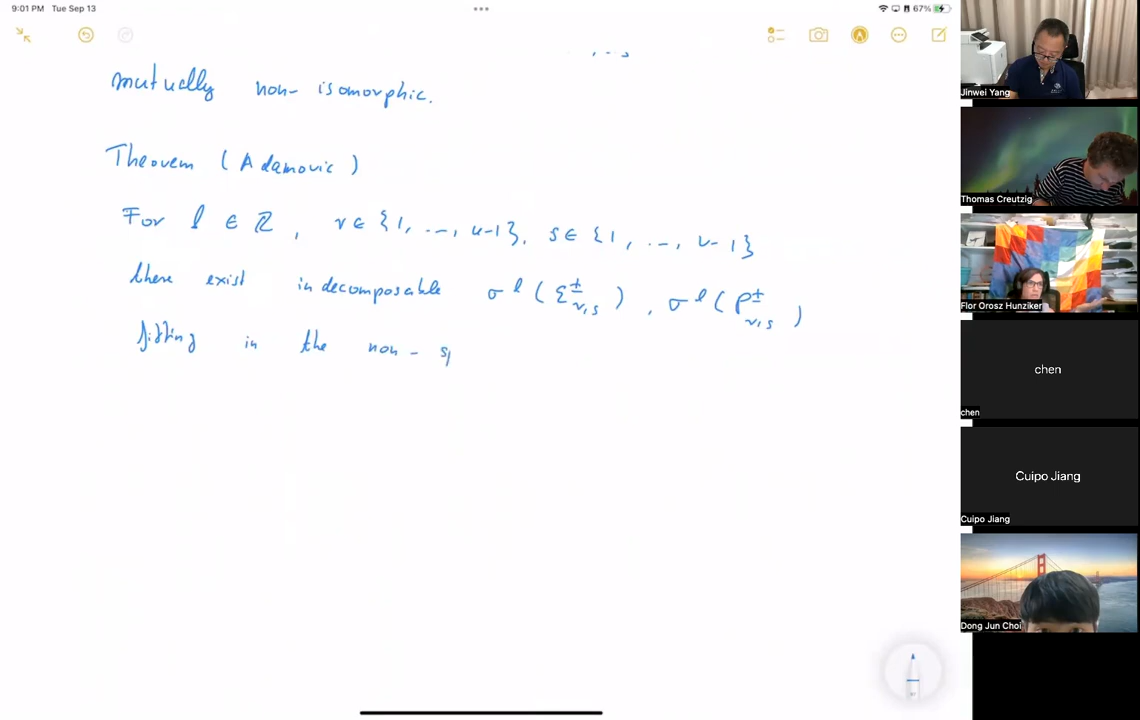 9:01 PM Tue Sep 13
67%
mutually non- isomorphic.
Theorem (Adamovic)
For l ∈ ℤ, r ∈ {1, ..., u-1}, s ∈ {1, ..., v-1}
there exist indecomposable σ^l (Σ^±_{r,s}), σ^l (P^±_{r,s})
fitting in the non- sp
Jinwei Yang
Thomas Creutzig
Flor Orosz Hunziker
chen
chen
Cuipo Jiang
Cuipo Jiang
Dong Jun Choi